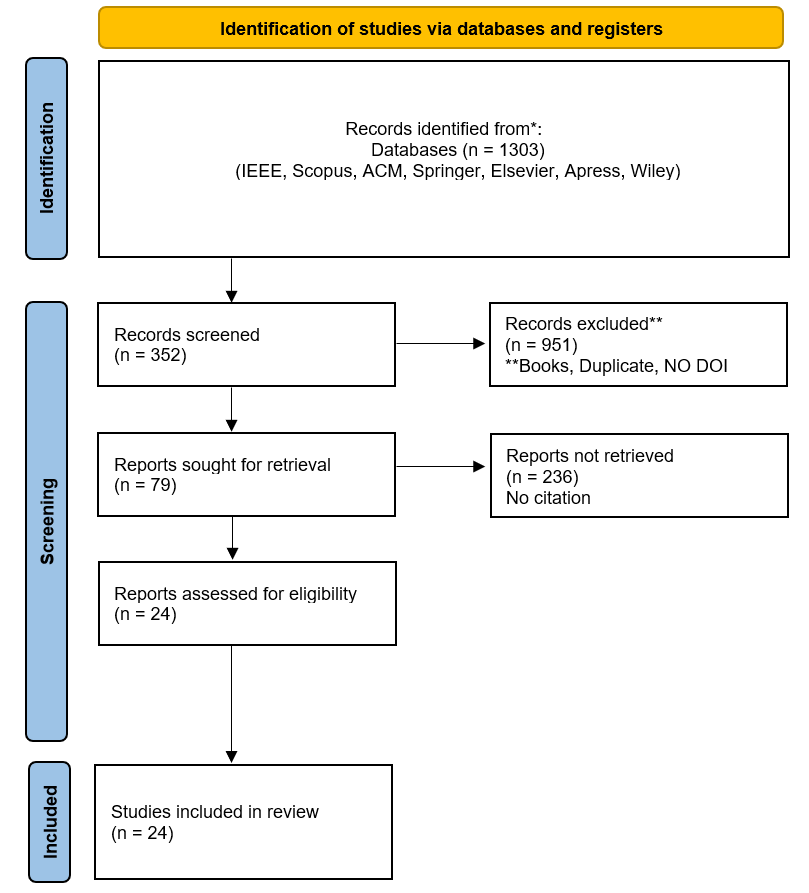 Identification of studies via databases and registers
Identification
Records identified from*:
Databases (n = 1303)
(IEEE, Scopus, ACM, Springer, Elsevier, Apress, Wiley)
Screening
Records screened
(n = 352)
Records excluded**
(n = 951)
**Books, Duplicate, NO DOI
Reports sought for retrieval
(n = 79)
Reports not retrieved
(n = 236)
No citation
Reports assessed for eligibility
(n = 24)
Included
Studies included in review
(n = 24)